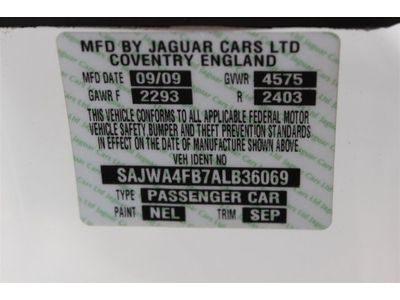 MFD BY JAGUAR CARS LTD
COVENTRY ENGLAND
MFD DATE 09/09 GVWR 4575
GAWR F 2293 R 2403
THIS VEHICLE CONFORMS TO ALL APPLICABLE FEDERAL MOTOR
VEHICLE SAFETY, BUMPER AND THEFT PREVENTION STANDARDS
IN EFFECT ON THE DATE OF MANUFACTURE SHOWN ABOVE.
VEH IDENT NO
SAJWA4FB7ALB36069
TYPE PASSENGER CAR
PAINT NEL TRIM SEP